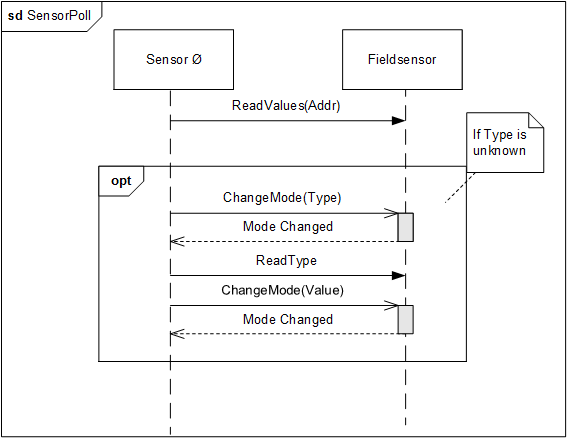 sd SensorPoll
Sensor Ø
Fieldsensor
ReadValues(Addr)
If Type is
unknown
opt
ChangeMode(Type)
Mode Changed
ReadType
ChangeMode(Value)
Mode Changed